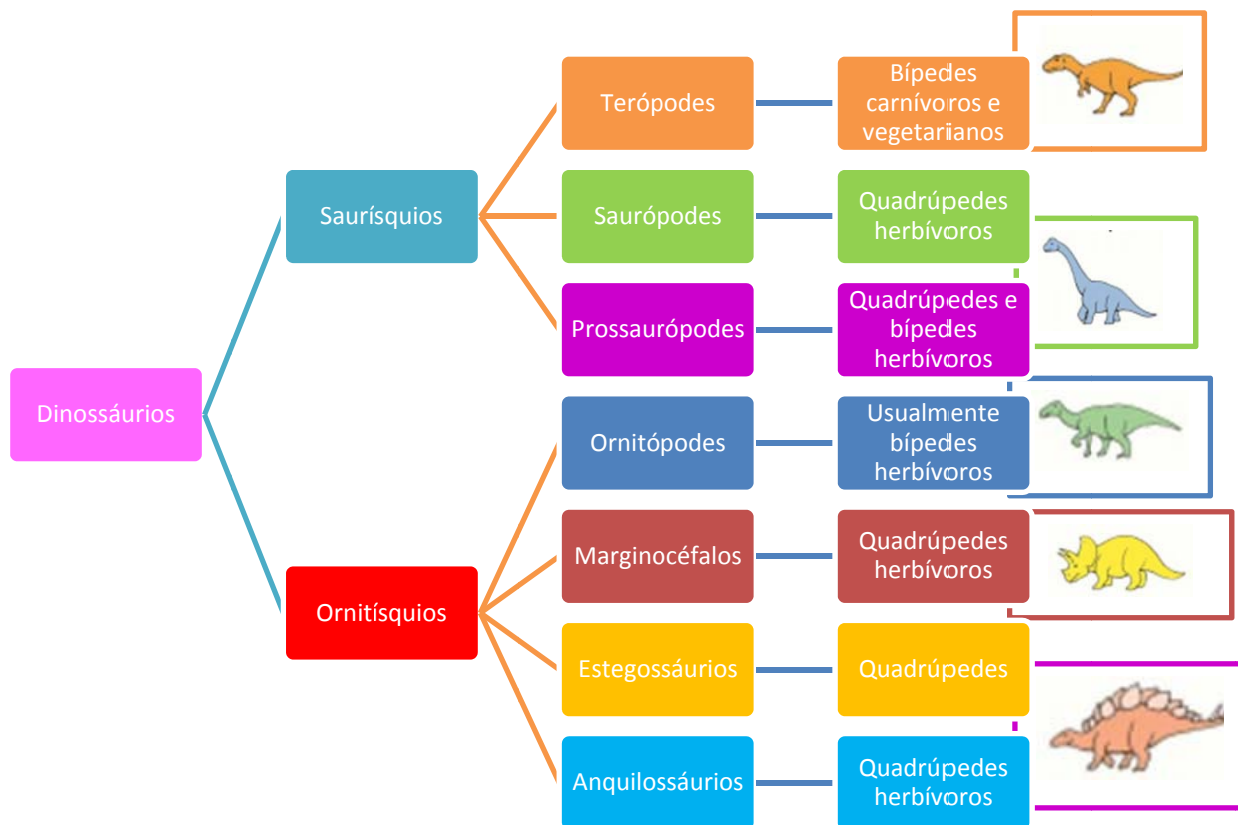 Dinossáurios
Saurísquios
Terópodes
Bípedes
carnívoros e
vegetarianos
Saurópodes
Quadrúpedes
herbívoros
Prossaurópodes
Quadrúpedes e
bípedes
herbívoros
Ornitísquios
Ornitópodes
Usualmente
bípedes
herbívoros
Marginocéfalos
Quadrúpedes
herbívoros
Estegossáurios
Quadrúpedes
Anquilossáurios
Quadrúpedes
herbívoros